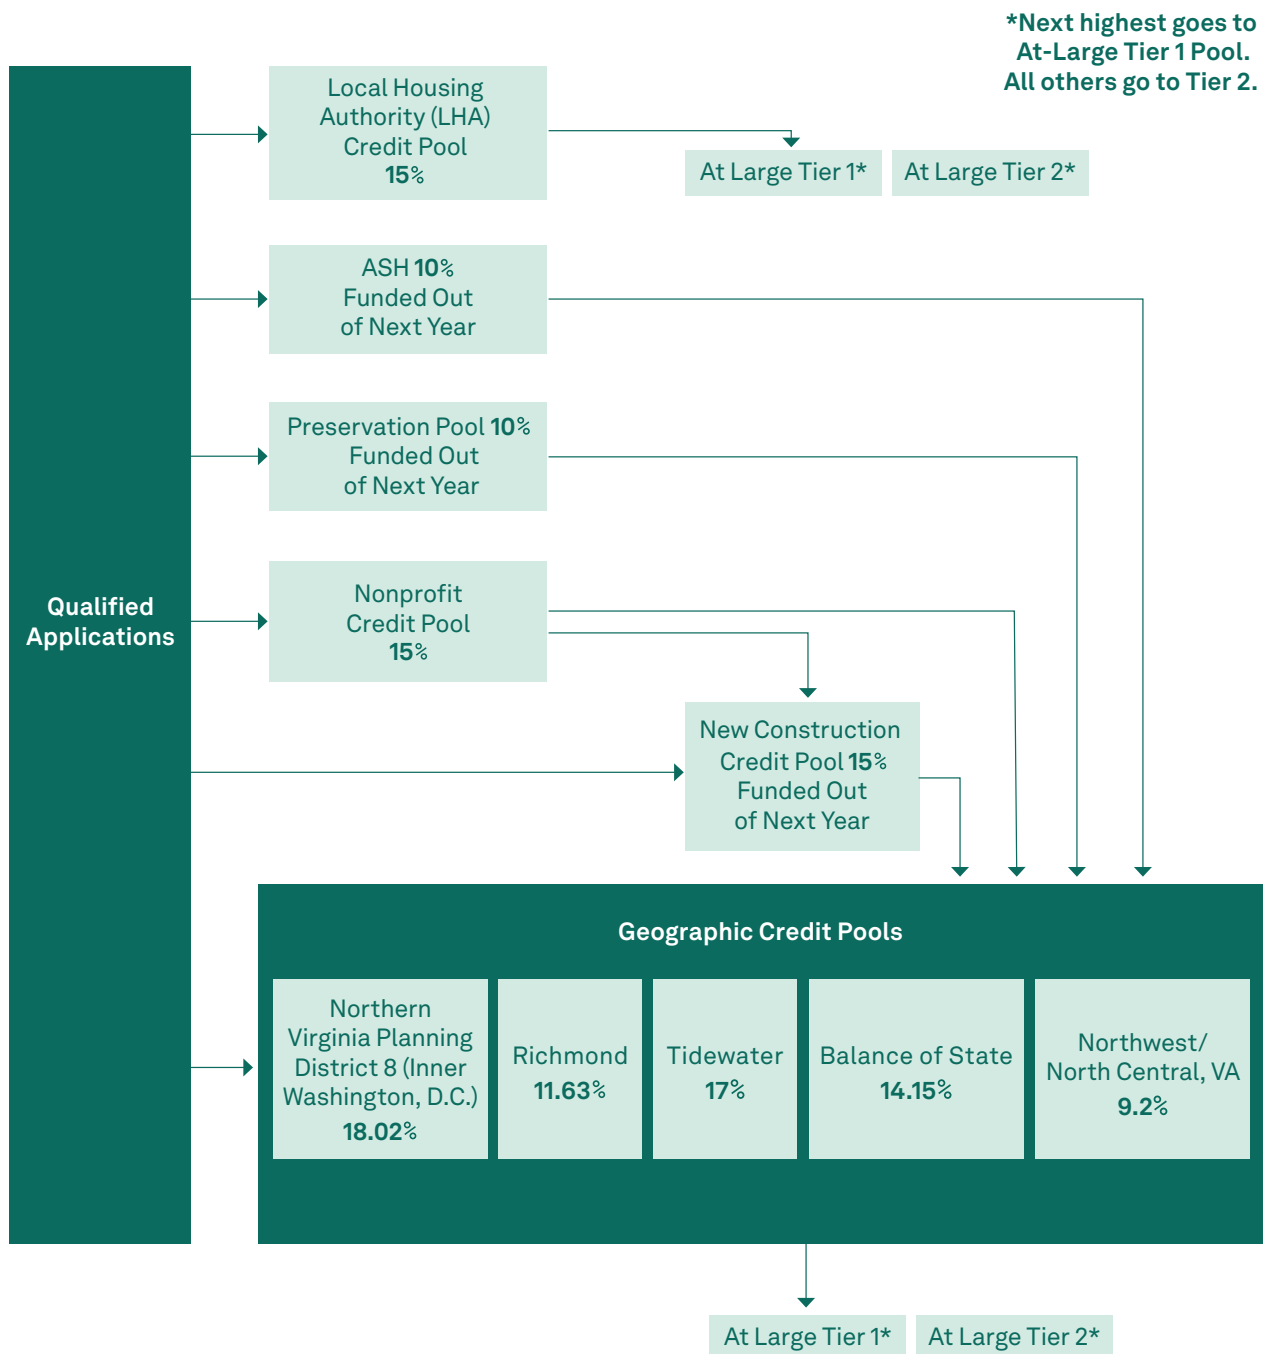 *Next highest goes to
At-Large Tier 1 Pool.
All others go to Tier 2.
Local Housing
Authority (LHA)
Credit Pool
15%
At Large Tier 1*
At Large Tier 2*
ASH 10%
Funded Out
of Next Year
Preservation Pool 10%
Funded Out
of Next Year
Qualified
Applications
Nonprofit
Credit Pool
15%
New Construction
Credit Pool 15%
Funded Out
of Next Year
Geographic Credit Pools
Northern
Virginia Planning
District 8 (Inner
Washington, D.C.)
18.02%
Richmond
11.63%
Tidewater
17%
Balance of State
14.15%
Northwest/
North Central, VA
9.2%
At Large Tier 1*
At Large Tier 2*